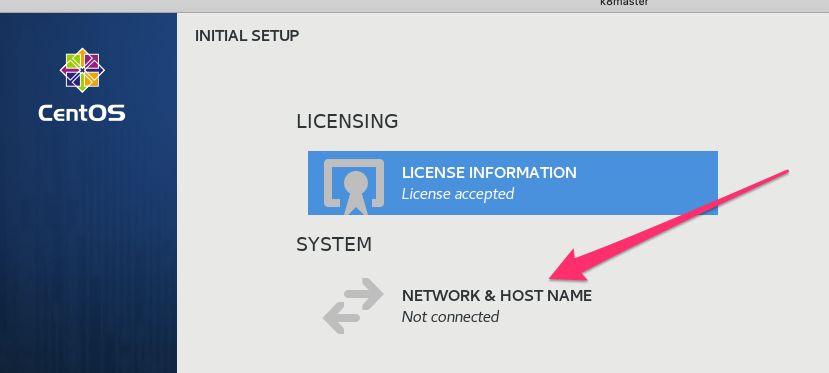 k8master
INITIAL SETUP
CentOS
LICENSING
LICENSE INFORMATION
License accepted
SYSTEM
NETWORK & HOST NAME
Not connected